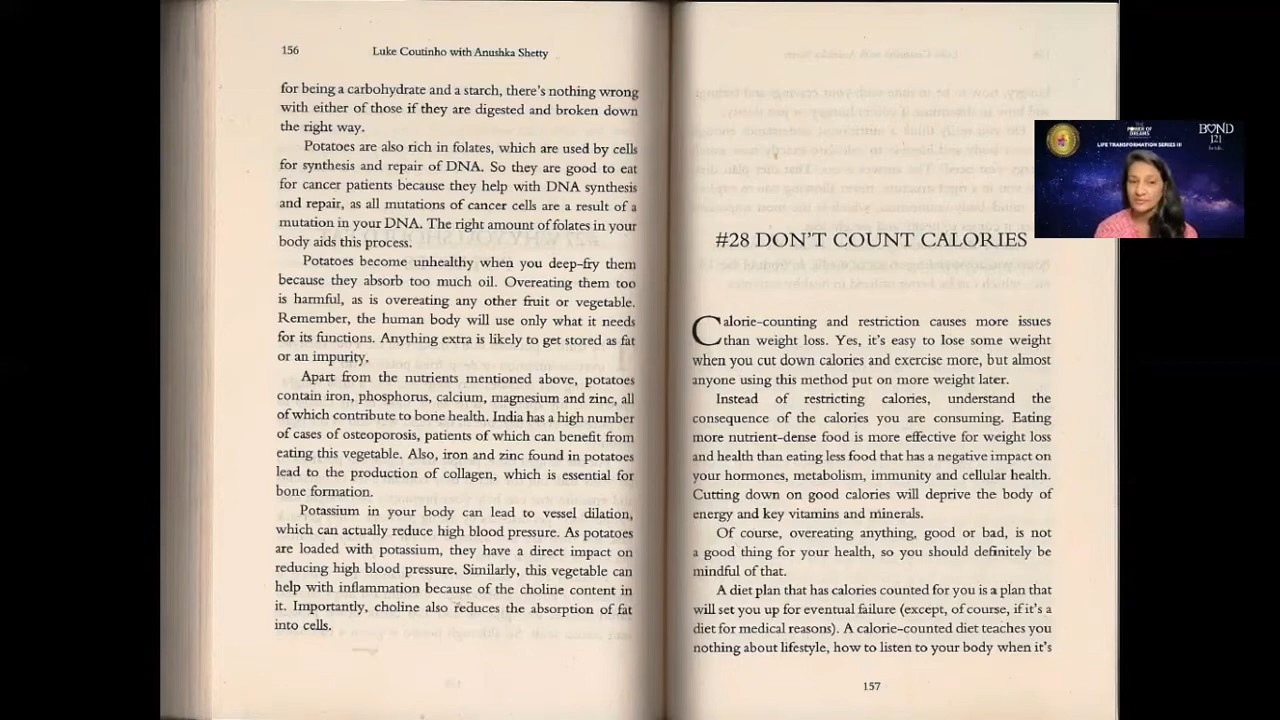 156
Luke Coutinho with Anushka Shetty
for being a carbohydrate and a starch, there's nothing wrong
with either of those if they are digested and broken down
the right way.
Potatoes are also rich in folates, which are used by cells
for synthesis and repair of DNA. So they are good to eat
for cancer patients because they help with DNA synthesis
and repair, as all mutations of cancer cells are a result of a
mutation in your DNA. The right amount of folates in your
body aids this process.
Potatoes become unhealthy when you deep-fry them
because they absorb too much oil. Overeating them too
is harmful, as is overeating any other fruit or vegetable.
Remember, the human body will use only what it needs
for its functions. Anything extra is likely to get stored as fat
or an impurity.
Apart from the nutrients mentioned above, potatoes
contain iron, phosphorus, calcium, magnesium and zinc, all
of which contribute to bone health. India has a high number
of cases of osteoporosis, patients of which can benefit from
eating this vegetable. Also, iron and zinc found in potatoes
lead to the production of collagen, which is essential for
bone formation.
Potassium in your body can lead to vessel dilation,
which can actually reduce high blood pressure. As potatoes
are loaded with potassium, they have a direct impact on
reducing high blood pressure. Similarly, this vegetable can
help with inflammation because of the choline content in
it. Importantly, choline also reduces the absorption of fat
into cells.
#28 DON'T COUNT CALORIES
Calorie-counting and restriction causes more issues
than weight loss. Yes, it's easy to lose some weight
when you cut down calories and exercise more, but almost
anyone using this method put on more weight later.
Instead of restricting calories, understand the
consequence of the calories you are consuming. Eating
more nutrient-dense food is more effective for weight loss
and health than eating less food that has a negative impact on
your hormones, metabolism, immunity and cellular health.
Cutting down on good calories will deprive the body of
energy and key vitamins and minerals.
Of course, overeating anything, good or bad, is not
a good thing for your health, so you should definitely be
mindful of that.
A diet plan that has calories counted for you is a plan that
will set you up for eventual failure (except, of course, if it's a
diet for medical reasons). A calorie-counted diet teaches you
nothing about lifestyle, how to listen to your body when it's
157
THE
POWER OF
DREAMS
LIFE TRANSFORMATION SERIES III
BOND
121